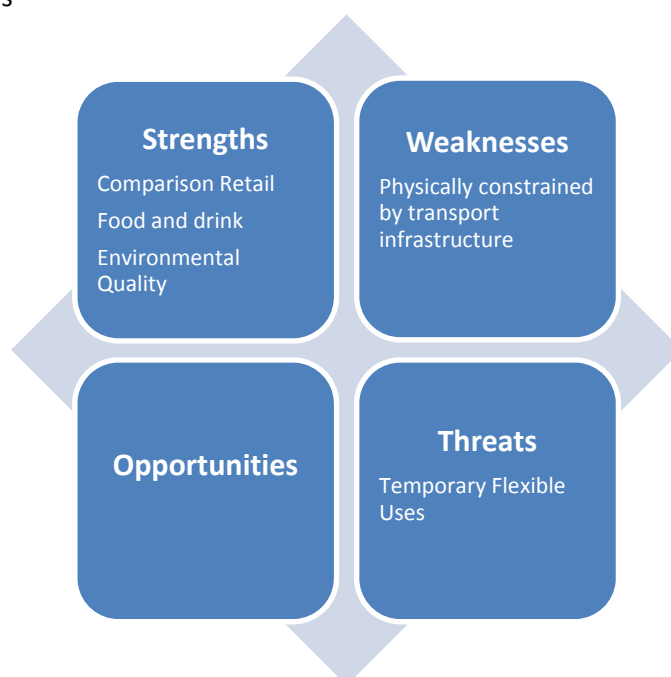 s
Strengths
Comparison Retail
Food and drink
Environmental
Quality
Weaknesses
Physically constrained
by transport
infrastructure
Opportunities
Threats
Temporary Flexible
Uses